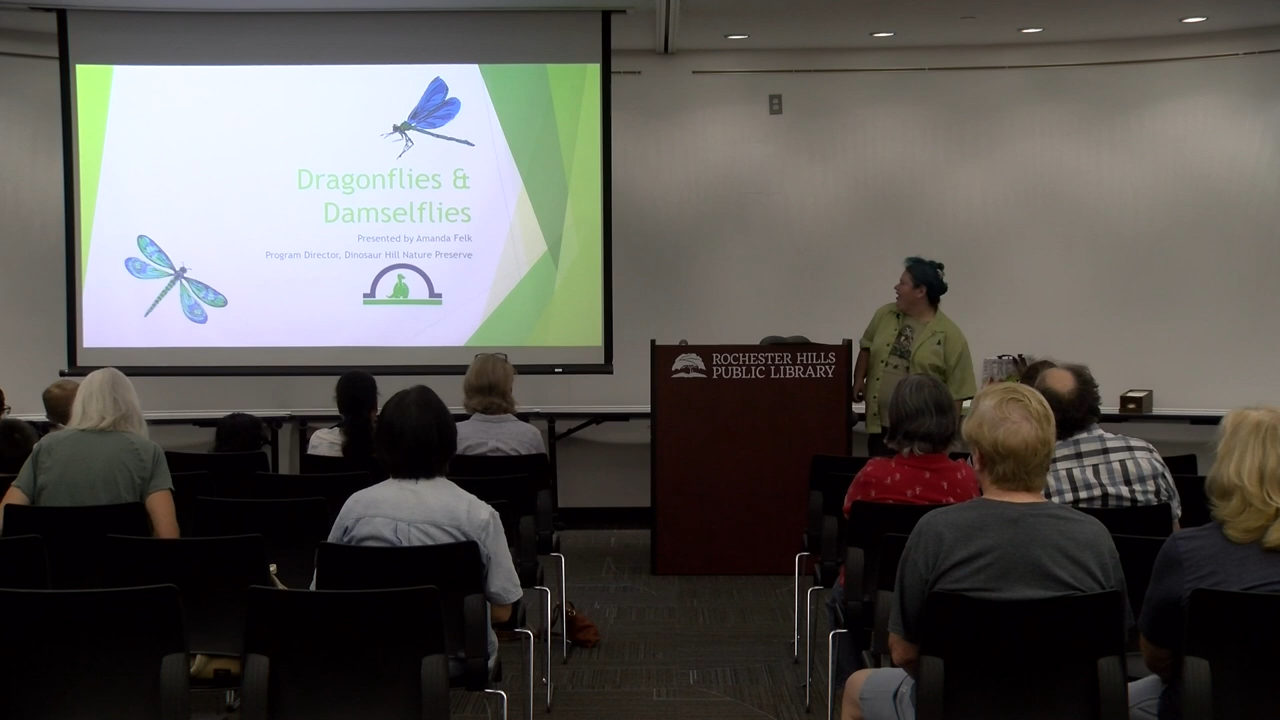 Dragonflies &
Damselflies
Presented by Amanda Felk
Program Director, Dinosaur Hill Nature Preserve
ROCHESTER HILLS
PUBLIC LIBRARY